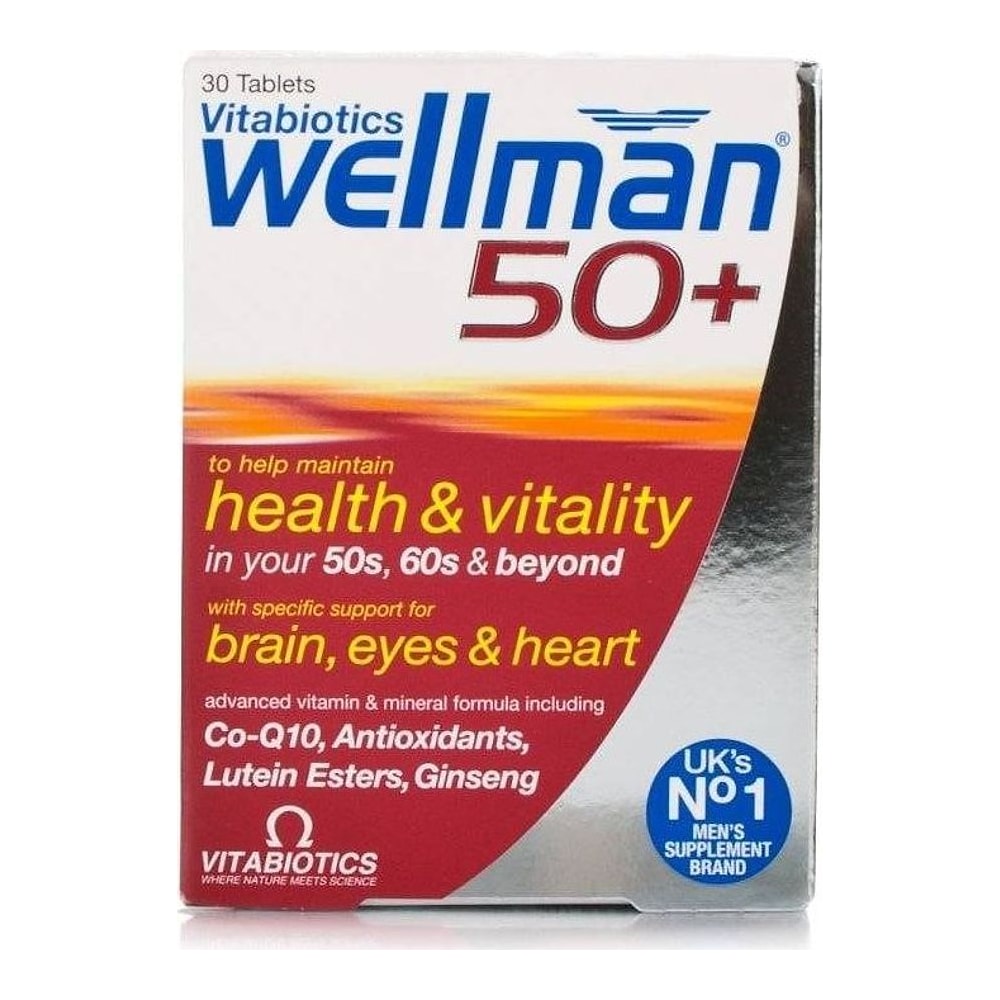 30 Tablets
Vitabiotics
wellman®
50+
to help maintain
health & vitality
in your 50s, 60s & beyond
with specific support for
brain, eyes & heart
advanced vitamin & mineral formula including
Co-Q10, Antioxidants,
Lutein Esters, Ginseng
VITABIOTICS
WHERE NATURE MEETS SCIENCE
UK's
Nº1
MEN'S
SUPPLEMENT
BRAND